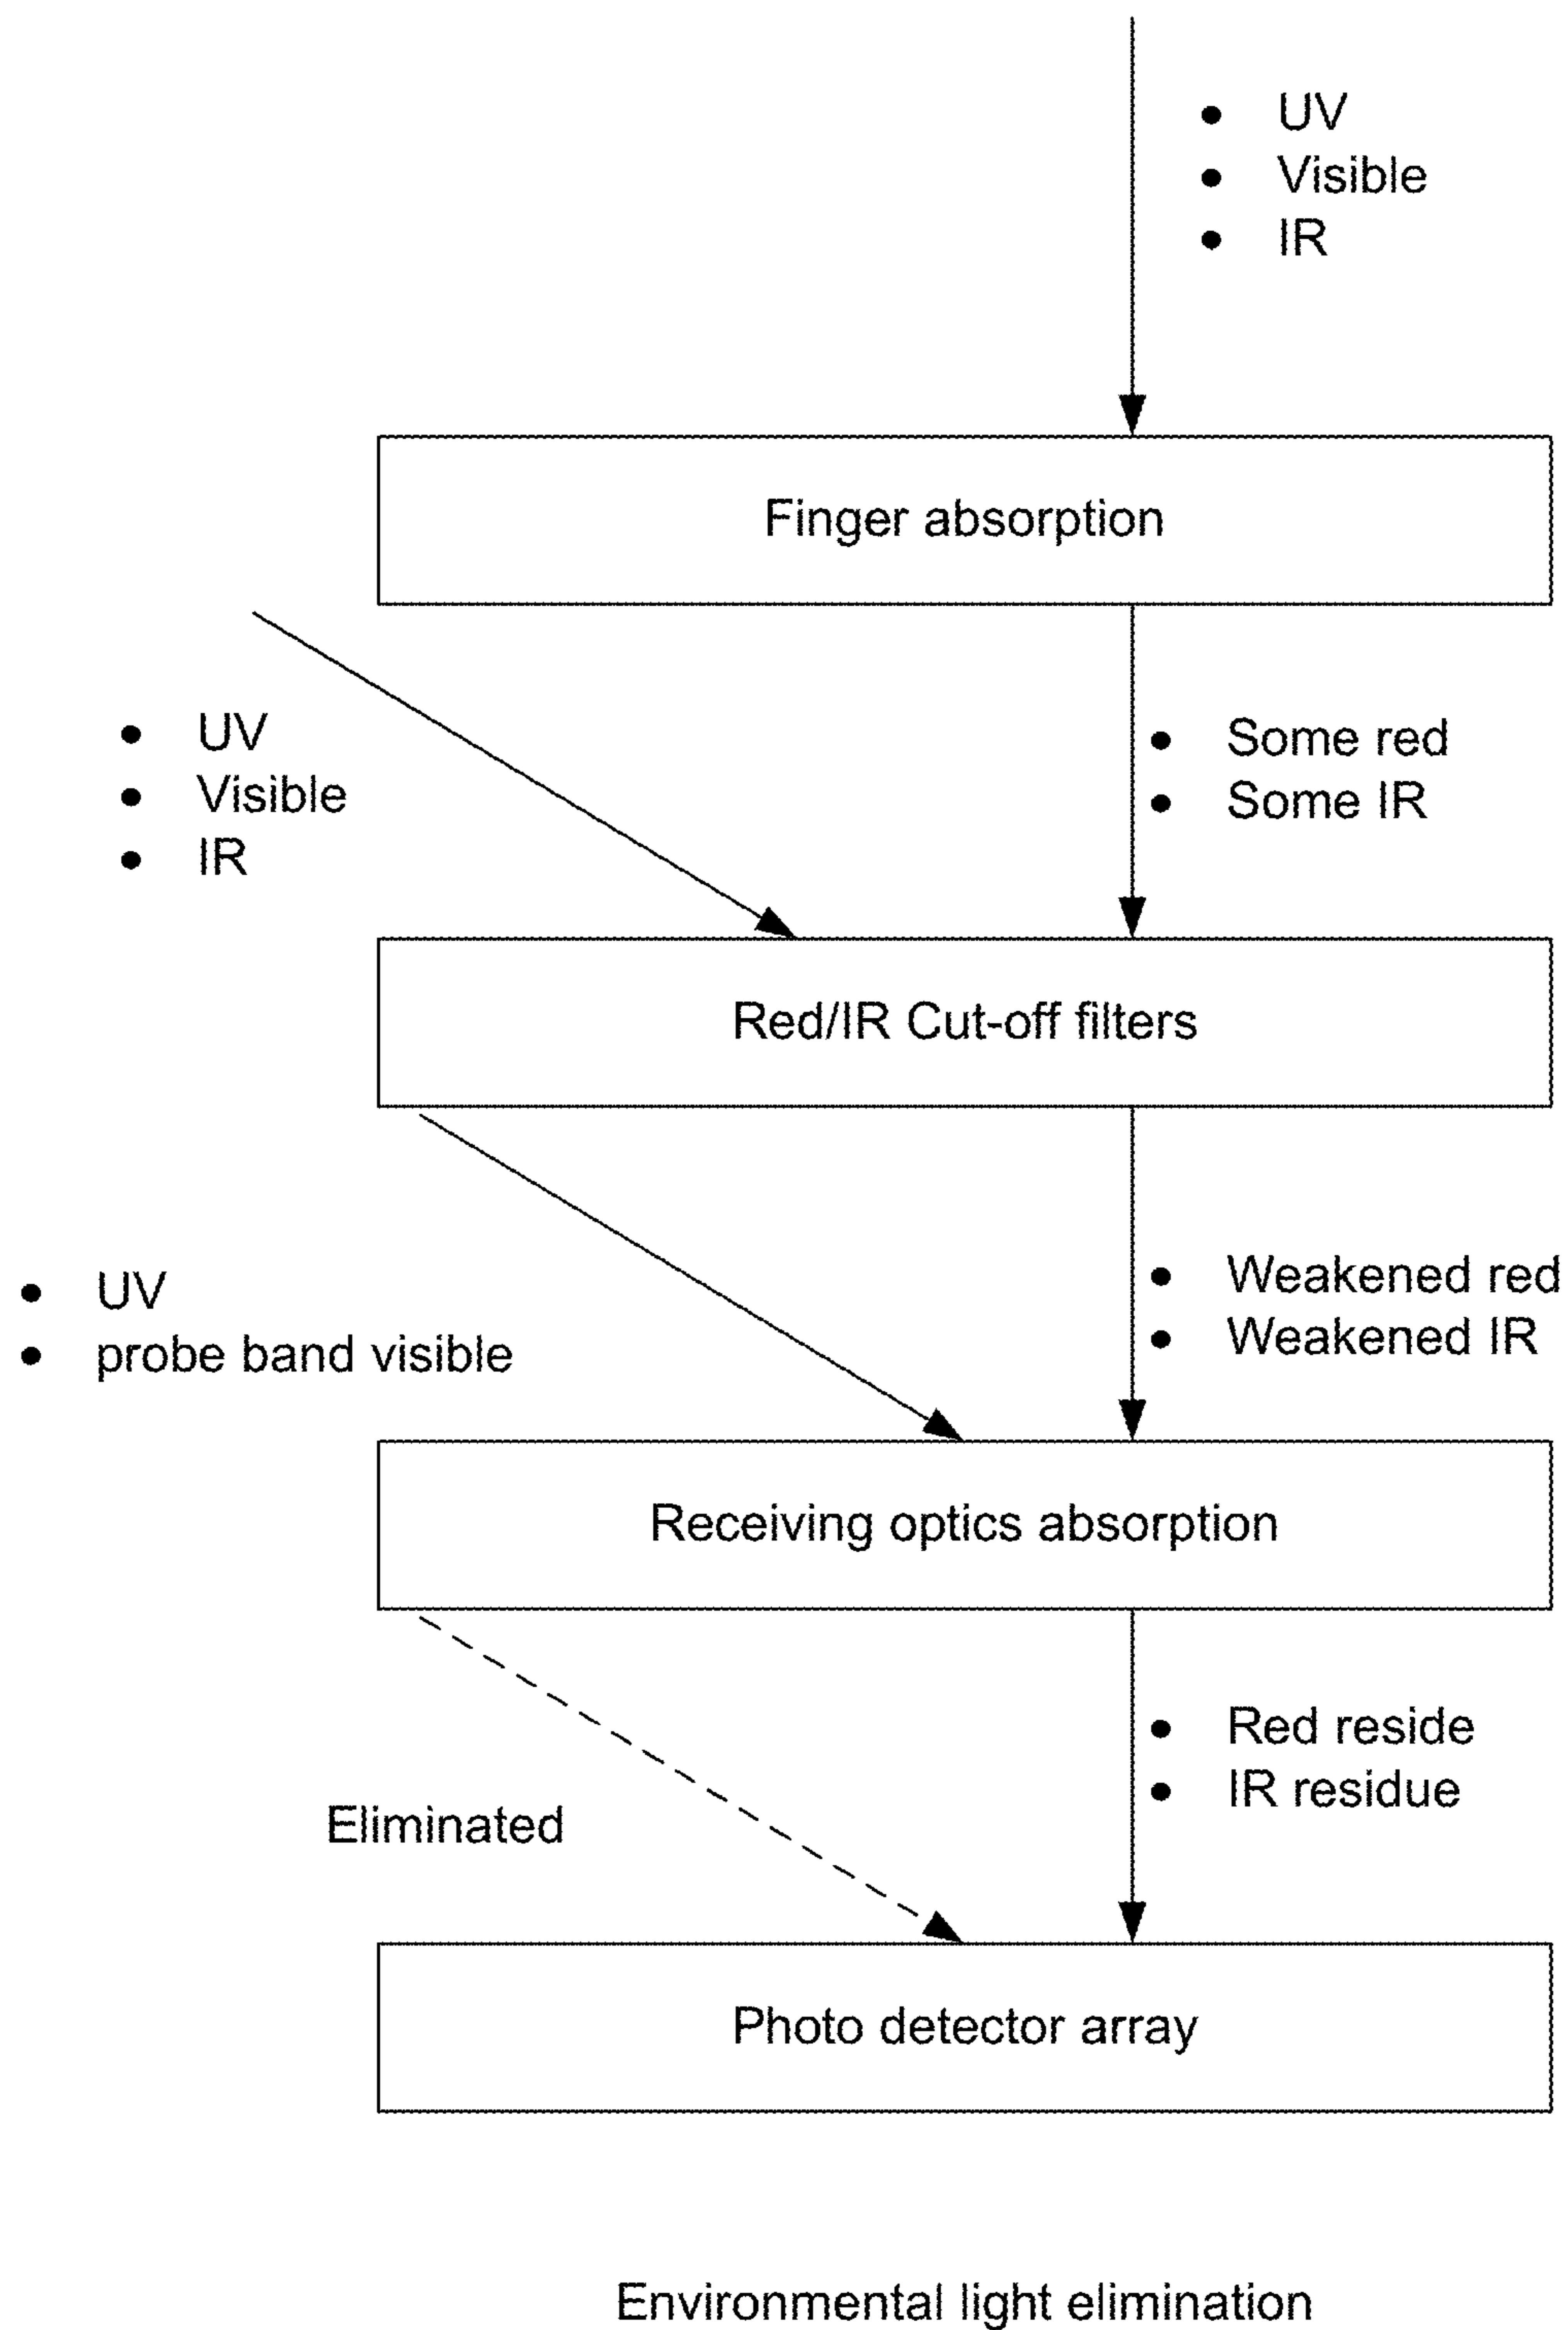 • UV
• Visible
• IR
Finger absorption
• UV
• Visible
• IR
• Some red
• Some IR
Red/IR Cut-off filters
• UV
• probe band visible
• Weakened red
• Weakened IR
Receiving optics absorption
Eliminated
• Red reside
• IR residue
Photo detector array
Environmental light elimination